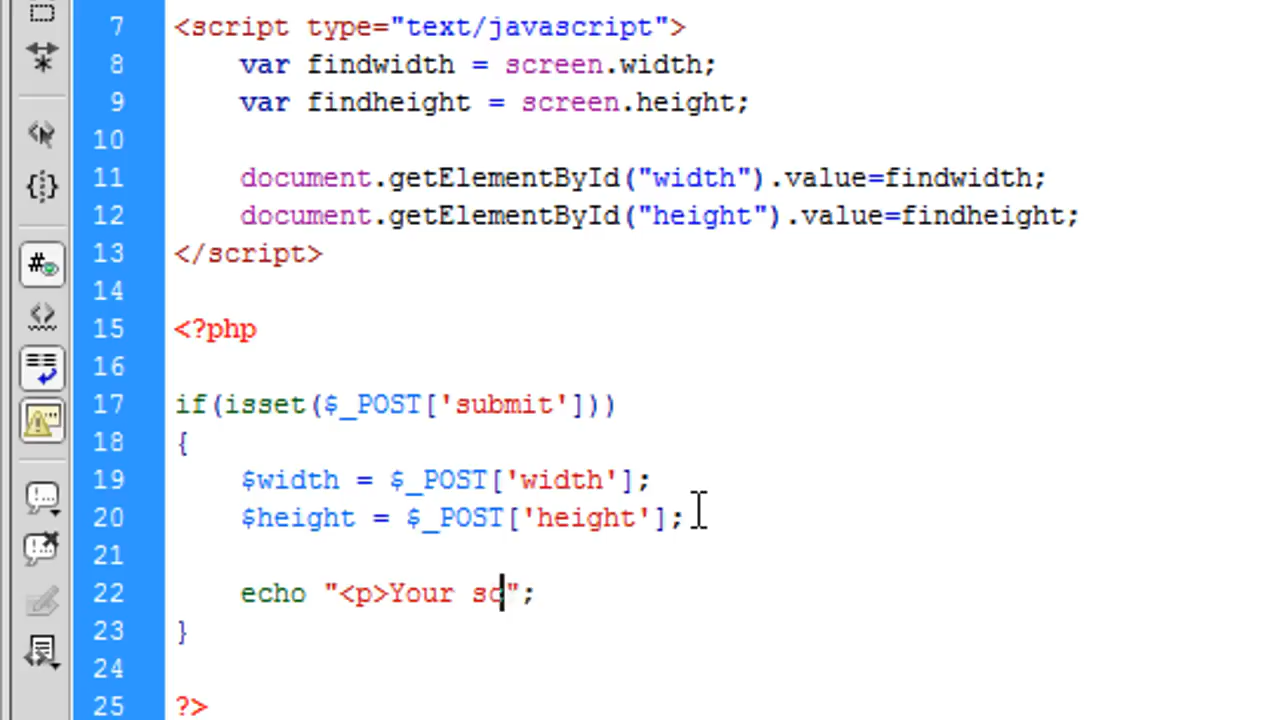 7 <script type="text/javascript">
8 var findwidth = screen.width;
9 var findheight = screen.height;
10
11 document.getElementById("width").value=findwidth;
12 document.getElementById("height").value=findheight;
13 </script>
14
15 <?php
16
17 if(isset($_POST['submit']))
18 {
19 $width = $_POST['width'];
20 $height = $_POST['height'];
21
22 echo "<p>Your sc";
23 }
24
25 ?>